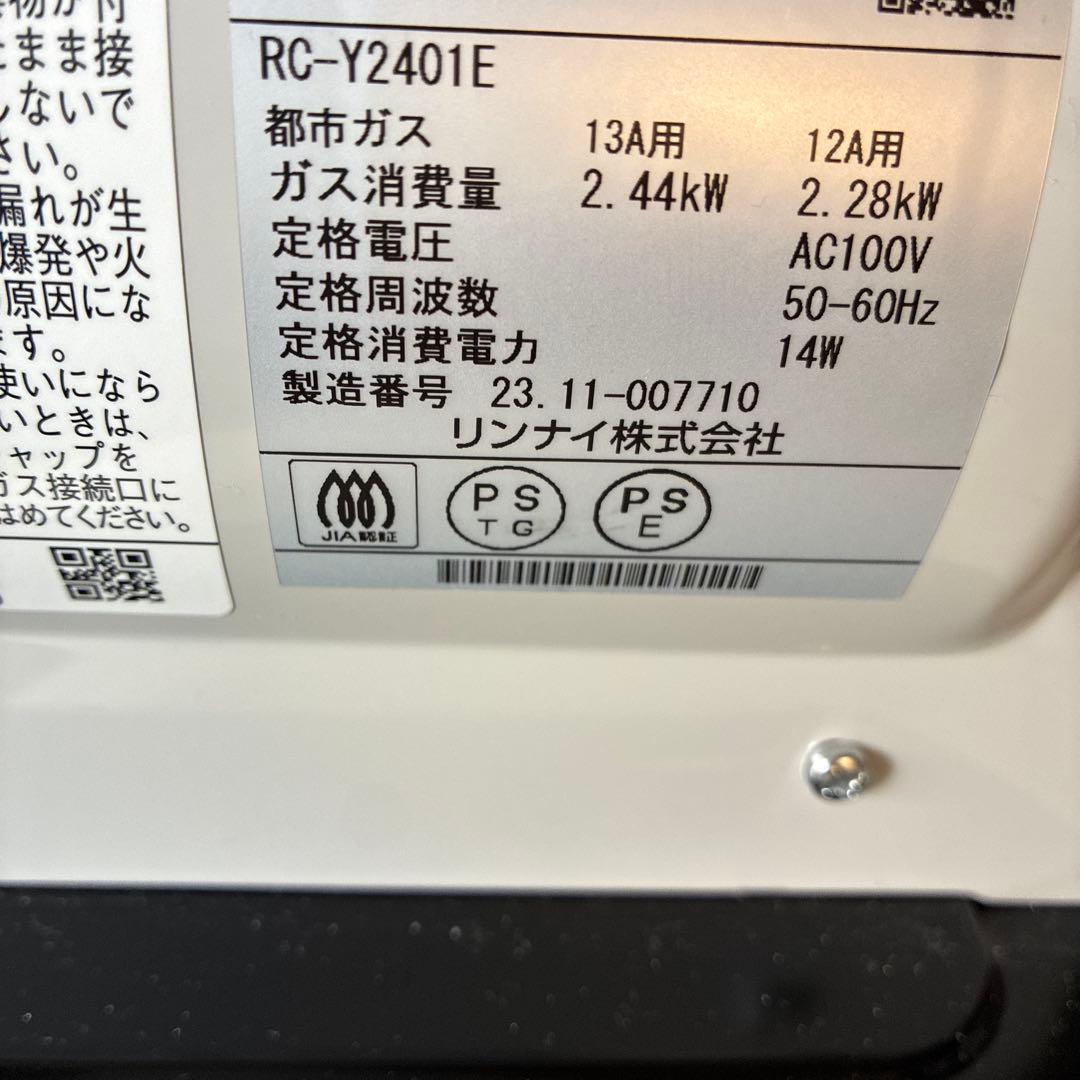 物が付
たまま接
しないで
さい。
漏れが生
爆発や火
原因にな
ます。
使いになら
いときは、
キャップを
ガス接続口に
はめてください。
RC-Y2401E
都市ガス 13A用 12A用
ガス消費量 2.44kW 2.28kW
定格電圧 AC100V
定格周波数 50-60Hz
定格消費電力 14W
製造番号 23.11-007710
リンナイ株式会社
JIA認証
PS TG
PS E